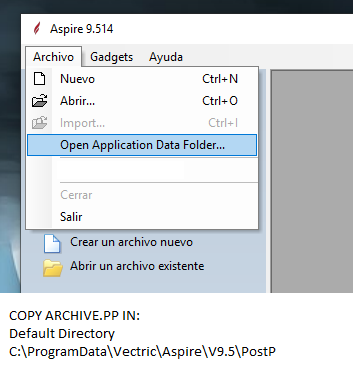 Aspire 9.514
Archivo Gadgets Ayuda
Nuevo Ctrl+N
Abrir... Ctrl+O
Import... Ctrl+I
Open Application Data Folder...
Cerrar
Salir
Crear un archivo nuevo
Abrir un archivo existente
COPY ARCHIVE.PP IN:
Default Directory
C:\ProgramData\Vectric\Aspire\V9.5\PostP